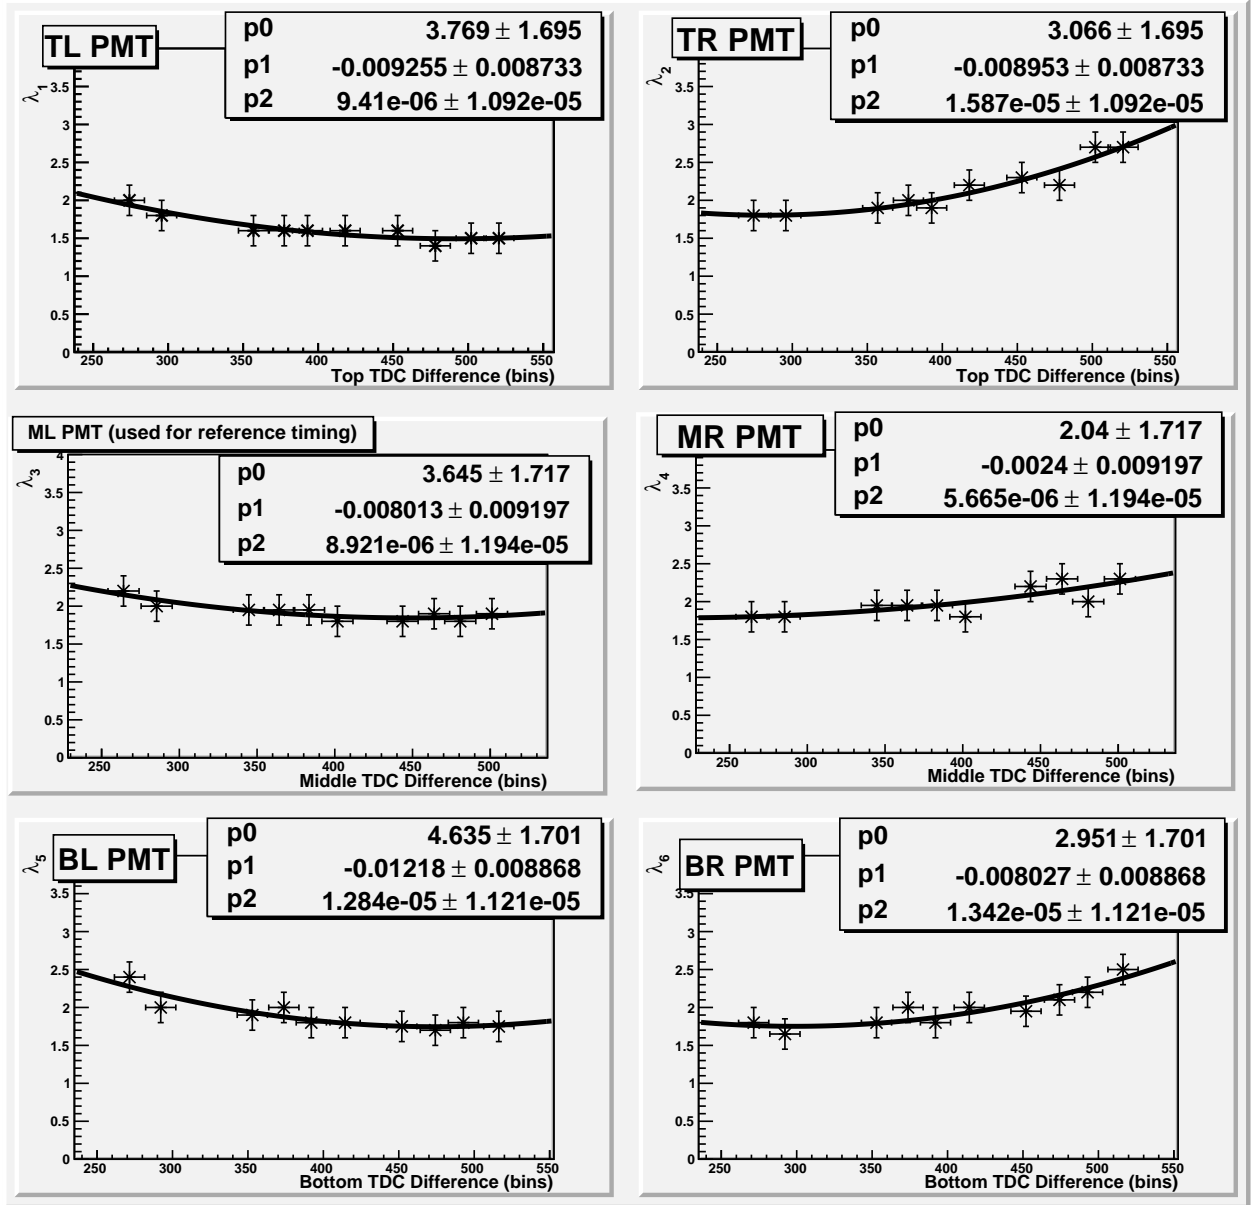 TL PMT
p0 3.769 ± 1.695
p1 -0.009255 ± 0.008733
p2 9.41e-06 ± 1.092e-05
λ1
3.5
3
2.5
2
1.5
1
0.5
0
250 300 350 400 450 500 550
Top TDC Difference (bins)
TR PMT
p0 3.066 ± 1.695
p1 -0.008953 ± 0.008733
p2 1.587e-05 ± 1.092e-05
λ2
3.5
3
2.5
2
1.5
1
0.5
0
250 300 350 400 450 500 550
Top TDC Difference (bins)
ML PMT (used for reference timing)
p0 3.645 ± 1.717
p1 -0.008013 ± 0.009197
p2 8.921e-06 ± 1.194e-05
λ3
4
3.5
3
2.5
2
1.5
1
0.5
0
250 300 350 400 450 500
Middle TDC Difference (bins)
MR PMT
p0 2.04 ± 1.717
p1 -0.0024 ± 0.009197
p2 5.665e-06 ± 1.194e-05
λ4
3.5
3
2.5
2
1.5
1
0.5
0
250 300 350 400 450 500
Middle TDC Difference (bins)
BL PMT
p0 4.635 ± 1.701
p1 -0.01218 ± 0.008868
p2 1.284e-05 ± 1.121e-05
λ5
3.5
3
2.5
2
1.5
1
0.5
0
250 300 350 400 450 500 550
Bottom TDC Difference (bins)
BR PMT
p0 2.951 ± 1.701
p1 -0.008027 ± 0.008868
p2 1.342e-05 ± 1.121e-05
λ6
3.5
3
2.5
2
1.5
1
0.5
0
250 300 350 400 450 500 550
Bottom TDC Difference (bins)